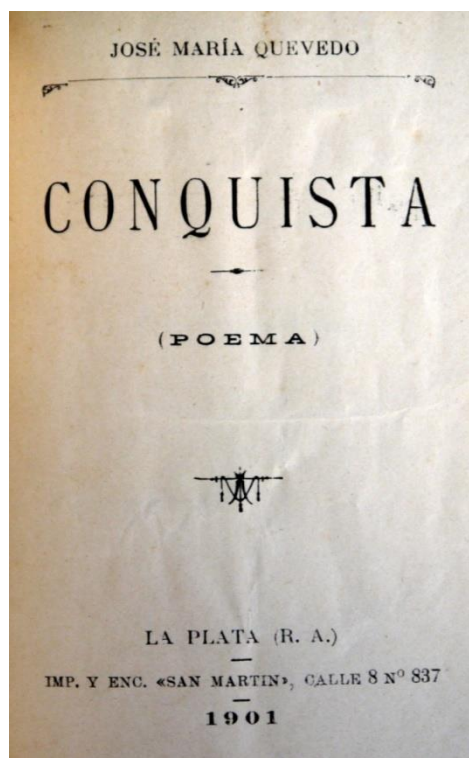 JOSÉ MARÍA QUEVEDO
CONQUISTA
(POEMA)
LA PLATA (R. A.)
IMP. Y ENC. «SAN MARTIN», CALLE 8 Nº 837
1901